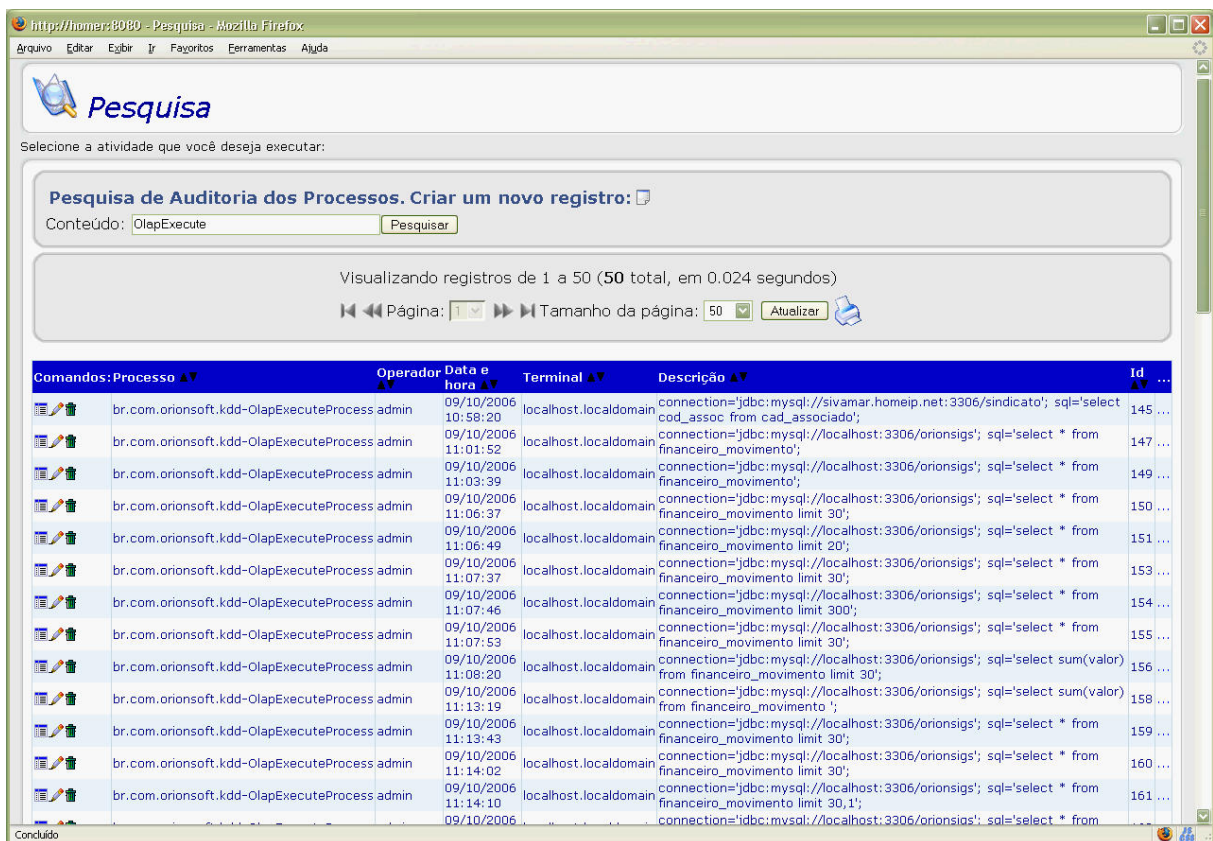 http://homer:8080 - Pesquisa - Mozilla Firefox
Arquivo Editar Exibir Ir Favoritos Ferramentas Ajuda
Pesquisa
Selecione a atividade que você deseja executar:
Pesquisa de Auditoria dos Processos. Criar um novo registro:
Conteúdo: OlapExecute Pesquisar
Visualizando registros de 1 a 50 (50 total, em 0.024 segundos)
Página: 1 Tamanho da página: 50 Atualizar
Comandos: Processo ▲▼ Operador ▲▼ Data e hora ▲▼ Terminal ▲▼ Descrição ▲▼ Id ▲▼ ...
br.com.orionsoft.kdd-OlapExecuteProcess admin 09/10/2006 10:58:20 localhost.localdomain connection='jdbc:mysql://sivamar.homeip.net:3306/sindicato'; sql='select cod_assoc from cad_associado'; 145 ...
br.com.orionsoft.kdd-OlapExecuteProcess admin 09/10/2006 11:01:52 localhost.localdomain connection='jdbc:mysql://localhost:3306/orionsigs'; sql='select * from financeiro_movimento'; 147 ...
br.com.orionsoft.kdd-OlapExecuteProcess admin 09/10/2006 11:03:39 localhost.localdomain connection='jdbc:mysql://localhost:3306/orionsigs'; sql='select * from financeiro_movimento'; 149 ...
br.com.orionsoft.kdd-OlapExecuteProcess admin 09/10/2006 11:06:37 localhost.localdomain connection='jdbc:mysql://localhost:3306/orionsigs'; sql='select * from financeiro_movimento limit 30'; 150 ...
br.com.orionsoft.kdd-OlapExecuteProcess admin 09/10/2006 11:06:49 localhost.localdomain connection='jdbc:mysql://localhost:3306/orionsigs'; sql='select * from financeiro_movimento limit 20'; 151 ...
br.com.orionsoft.kdd-OlapExecuteProcess admin 09/10/2006 11:07:37 localhost.localdomain connection='jdbc:mysql://localhost:3306/orionsigs'; sql='select * from financeiro_movimento limit 30'; 153 ...
br.com.orionsoft.kdd-OlapExecuteProcess admin 09/10/2006 11:07:46 localhost.localdomain connection='jdbc:mysql://localhost:3306/orionsigs'; sql='select * from financeiro_movimento limit 300'; 154 ...
br.com.orionsoft.kdd-OlapExecuteProcess admin 09/10/2006 11:07:53 localhost.localdomain connection='jdbc:mysql://localhost:3306/orionsigs'; sql='select * from financeiro_movimento limit 30'; 155 ...
br.com.orionsoft.kdd-OlapExecuteProcess admin 09/10/2006 11:08:20 localhost.localdomain connection='jdbc:mysql://localhost:3306/orionsigs'; sql='select sum(valor) from financeiro_movimento limit 30'; 156 ...
br.com.orionsoft.kdd-OlapExecuteProcess admin 09/10/2006 11:13:19 localhost.localdomain connection='jdbc:mysql://localhost:3306/orionsigs'; sql='select sum(valor) from financeiro_movimento '; 158 ...
br.com.orionsoft.kdd-OlapExecuteProcess admin 09/10/2006 11:13:43 localhost.localdomain connection='jdbc:mysql://localhost:3306/orionsigs'; sql='select * from financeiro_movimento limit 30'; 159 ...
br.com.orionsoft.kdd-OlapExecuteProcess admin 09/10/2006 11:14:02 localhost.localdomain connection='jdbc:mysql://localhost:3306/orionsigs'; sql='select * from financeiro_movimento limit 30'; 160 ...
br.com.orionsoft.kdd-OlapExecuteProcess admin 09/10/2006 11:14:10 localhost.localdomain connection='jdbc:mysql://localhost:3306/orionsigs'; sql='select * from financeiro_movimento limit 30,1'; 161 ...
09/10/2006 connection='jdbc:mysql://localhost:3306/orionsigs'; sql='select * from
Concluído